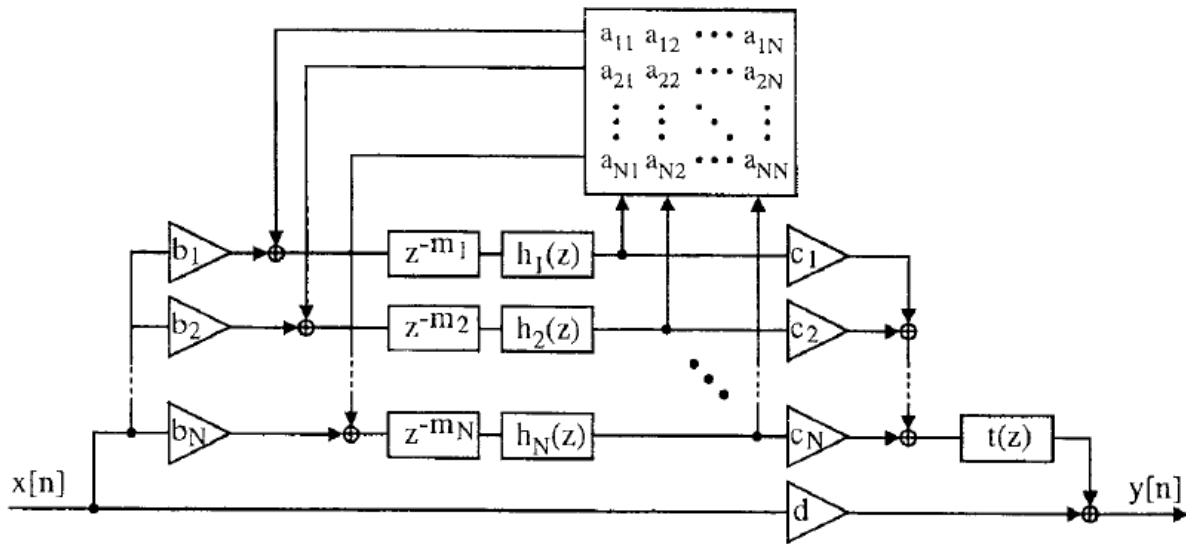 a₁₁ a₁₂ ••• a₁N
a₂₁ a₂₂ ••• a₂N
aN₁ aN₂ ••• aNN
b₁ z⁻ᵐ¹ h₁(z) c₁
b₂ z⁻ᵐ² h₂(z) c₂
bN z⁻ᵐN hN(z) cN t(z)
x[n] d y[n]